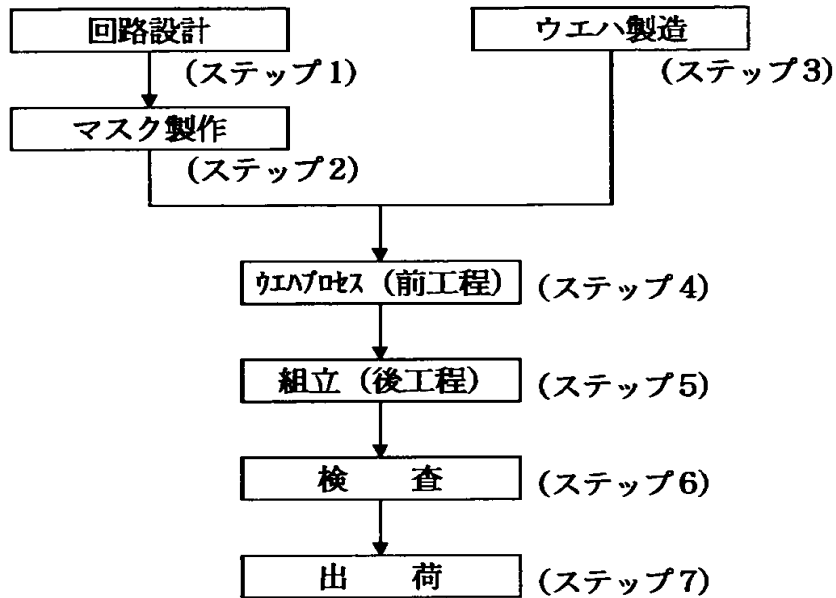 回路設計
(ステップ1)
マスク製作
(ステップ2)
ウエハ製造
(ステップ3)
ｳｴﾊﾌﾟﾛｾｽ (前工程) (ステップ4)
組立 (後工程) (ステップ5)
検　査 (ステップ6)
出　荷 (ステップ7)